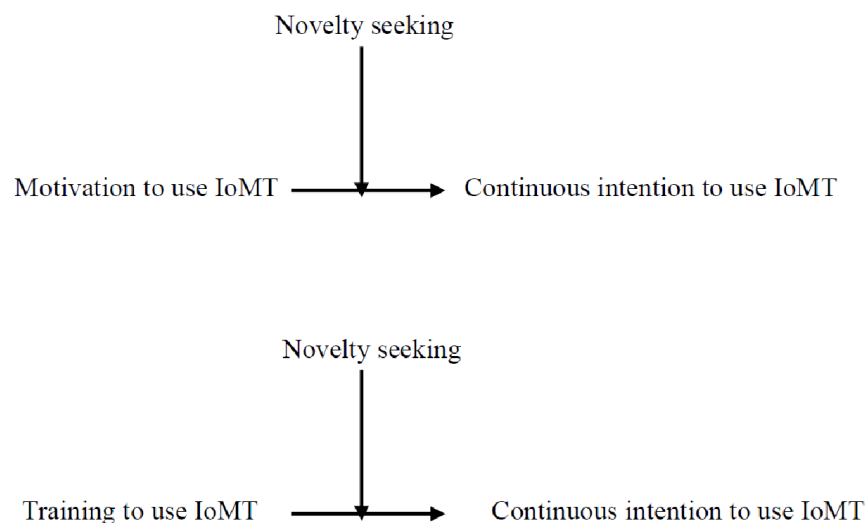 Novelty seeking
Motivation to use IoMT
Continuous intention to use IoMT
Novelty seeking
Training to use IoMT
Continuous intention to use IoMT